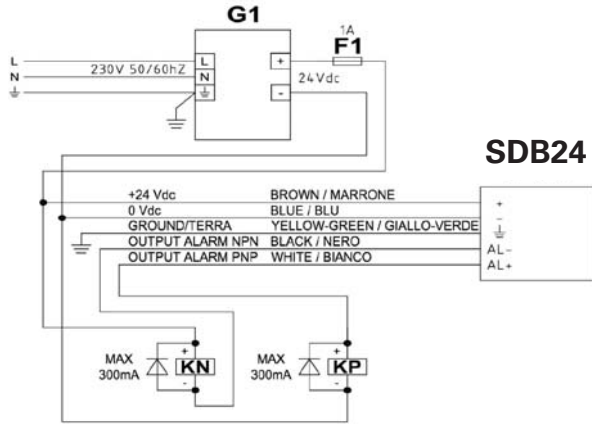 G1
1A
F1
L
N
230V 50/60hZ
L
N
+
-
24Vdc
SDB24
+24 Vdc BROWN / MARRONE +
0 Vdc BLUE / BLU -
GROUND/TERRA YELLOW-GREEN / GIALLO-VERDE
OUTPUT ALARM NPN BLACK / NERO AL-
OUTPUT ALARM PNP WHITE / BIANCO AL+
MAX
300mA
+
KN
-
MAX
300mA
+
KP
-